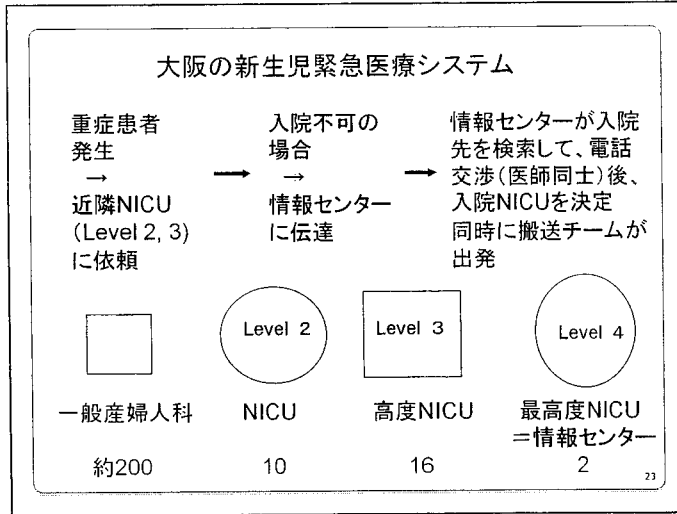 大阪の新生児緊急医療システム
重症患者
発生
→
近隣NICU
(Level 2, 3)
に依頼
→
入院不可の
場合
→
情報センター
に伝達
→
情報センターが入院
先を検索して、電話
交渉(医師同士)後、
入院NICUを決定
同時に搬送チームが
出発
Level 2
Level 3
Level 4
一般産婦人科
NICU
高度NICU
最高度NICU
=情報センター
約200
10
16
2
23